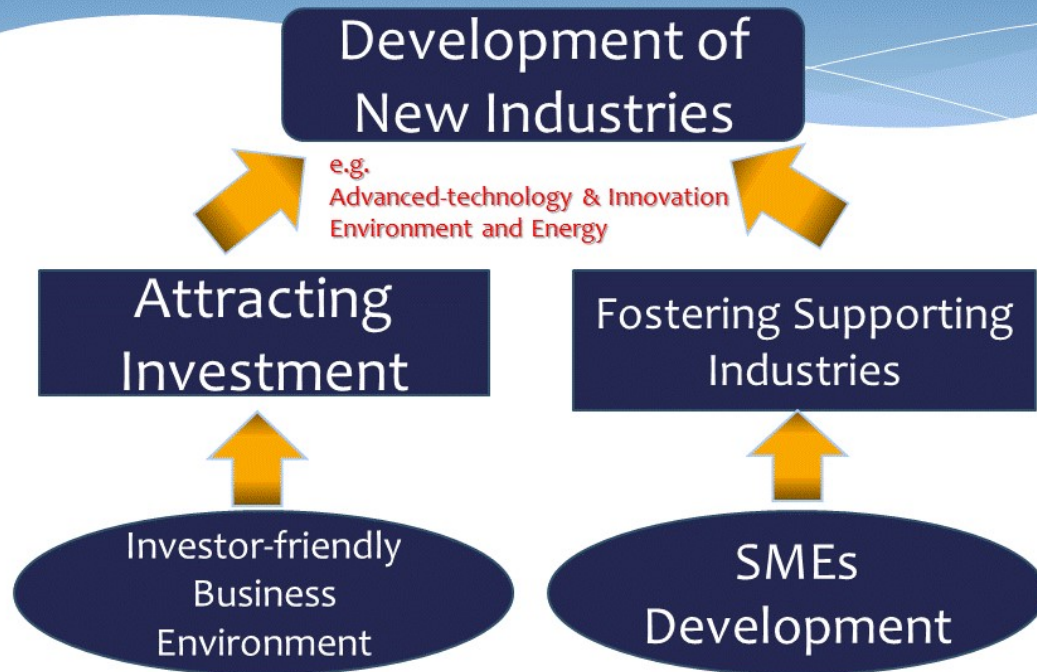 Development of
New Industries
e.g.
Advanced-technology & Innovation
Environment and Energy
Attracting
Investment
Fostering Supporting
Industries
Investor-friendly
Business
Environment
SMEs
Development